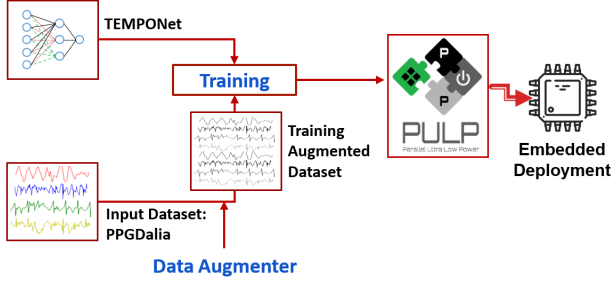 TEMPONet
Training
Training
Augmented
Dataset
P
P
PULP
Parallel Ultra Low Power
Embedded
Deployment
Input Dataset:
PPGDalia
Data Augmenter